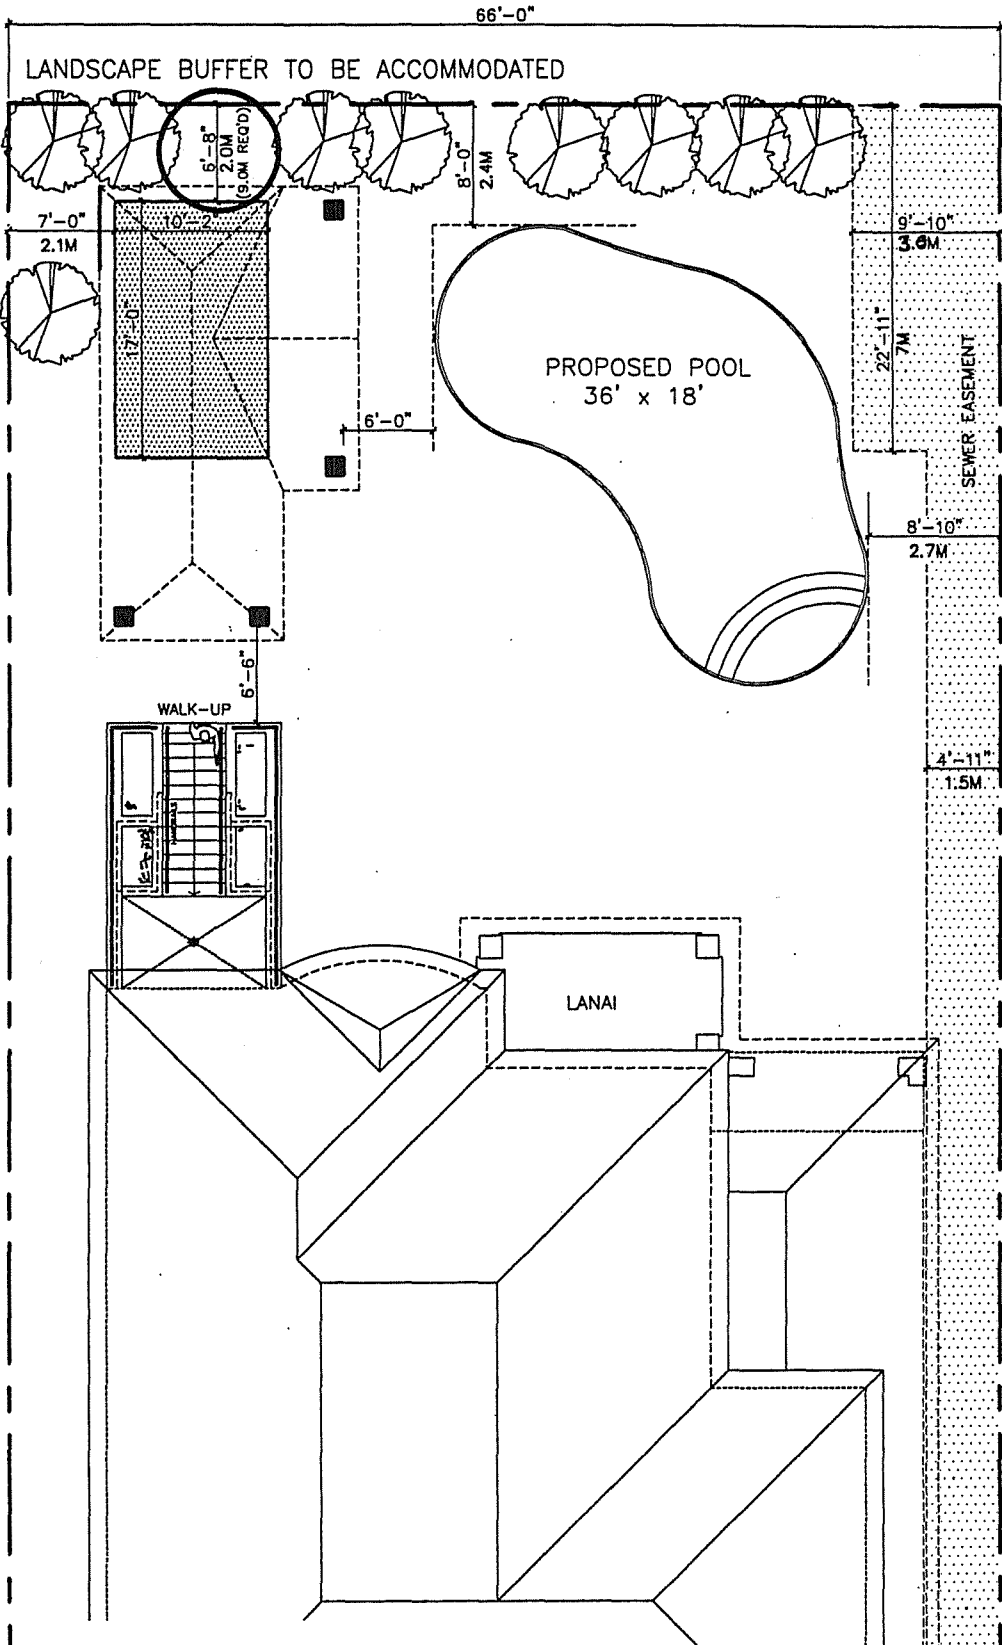 66'-0"
LANDSCAPE BUFFER TO BE ACCOMMODATED
6'-8"
2.0M
(9.0M REQ'D)
8'-0"
2.4M
7'-0"
2.1M
10'-2"
9'-10"
3.0M
17'-0"
22'-11"
7M
PROPOSED POOL
36' x 18'
6'-0"
SEWER EASEMENT
8'-10"
2.7M
6'-6"
WALK-UP
4'-11"
1.5M
LANAI